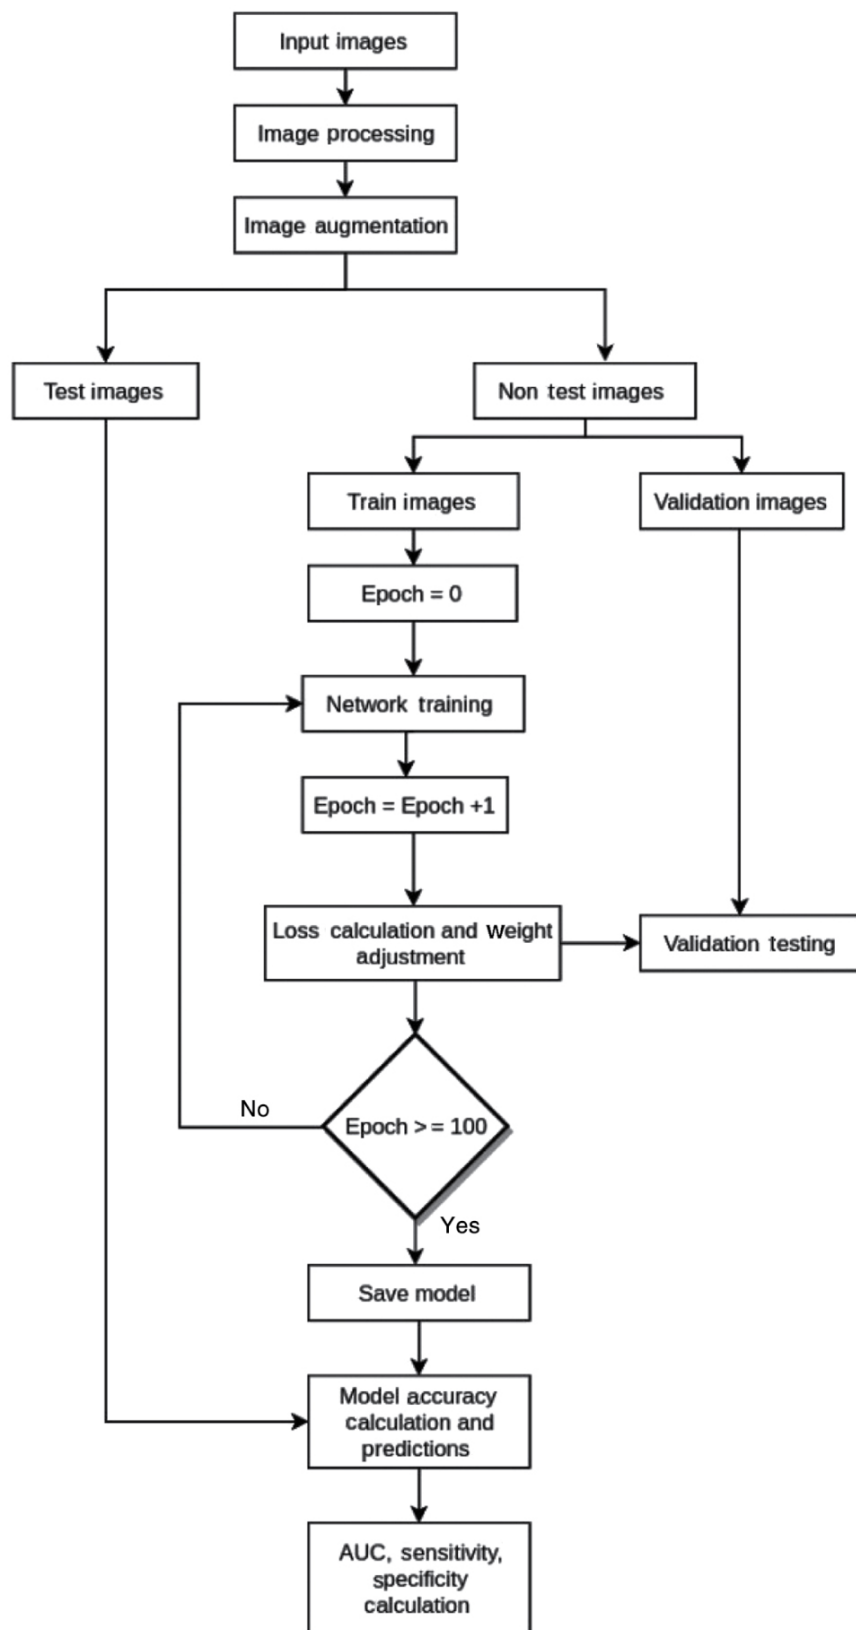 Input images
Image processing
Image augmentation
Test images
Non test images
Train images
Validation images
Epoch = 0
Network training
Epoch = Epoch +1
Loss calculation and weight
adjustment
Validation testing
Epoch >= 100
No
Yes
Save model
Model accuracy
calculation and
predictions
AUC, sensitivity,
specificity
calculation